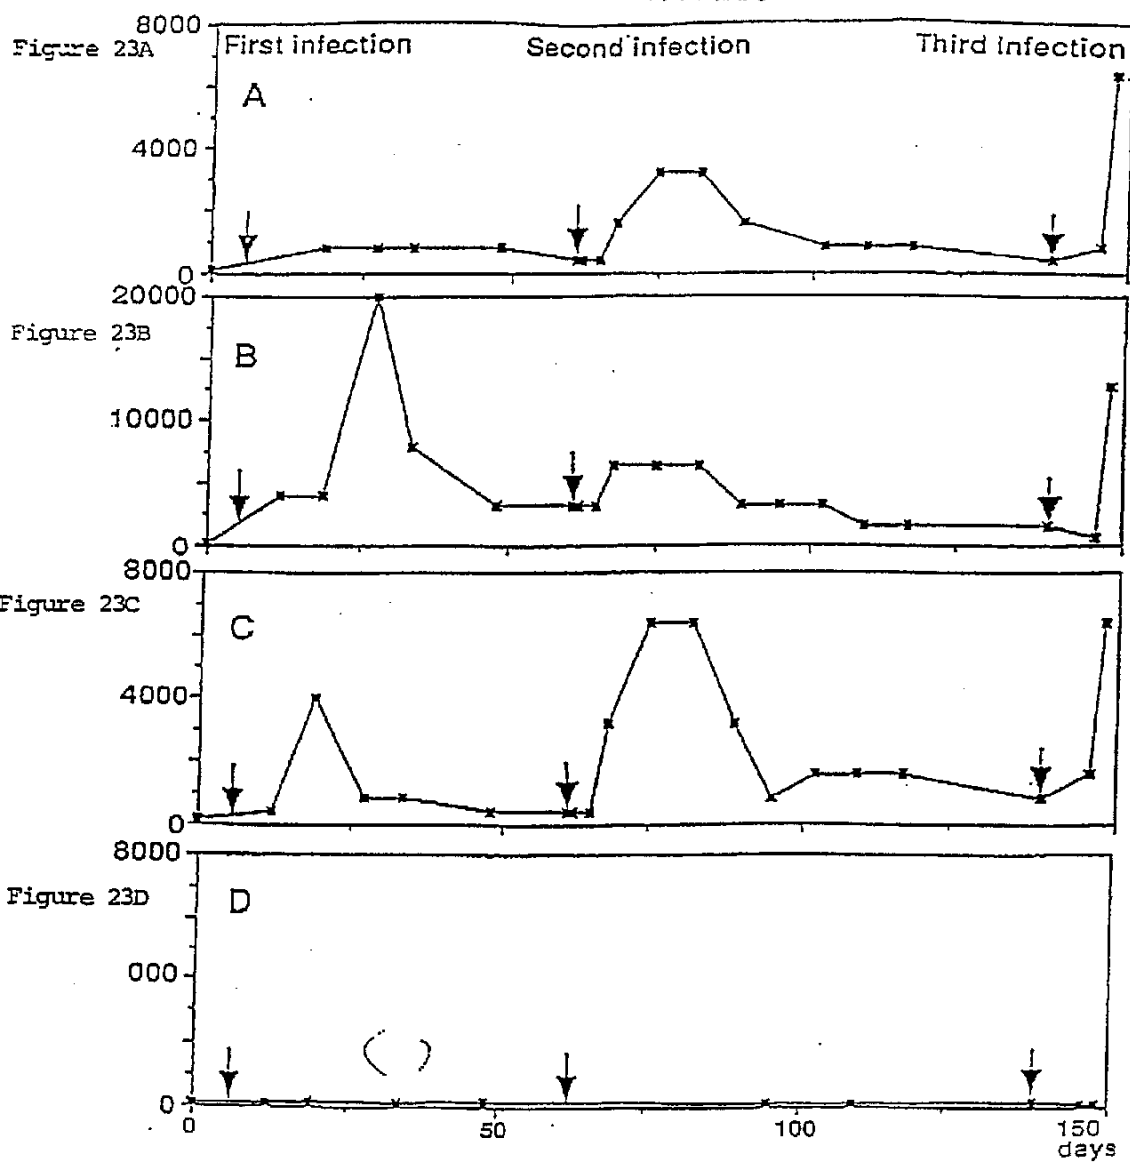 8000
Figure 23A
First infection
Second infection
Third Infection
A
4000
0
20000
Figure 23B
B
10000
0
8000
Figure 23C
C
4000
0
8000
Figure 23D
D
000
0
0
50
100
150
days